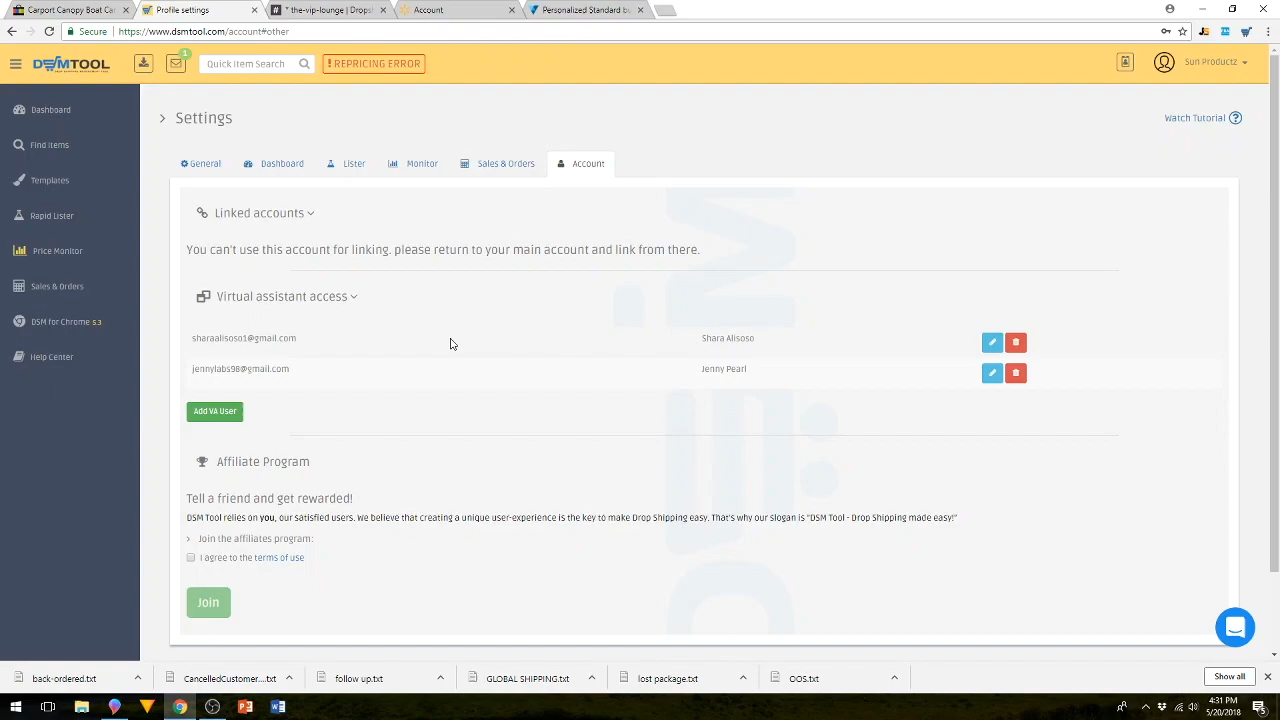 Carport Canopy Boat Car
Profile settings
* the-vip-lounge | Drops
Account
Personalized Standard bu
Secure
https://www.dsmtool.com/account#other
DSMTOOL
1
Quick Item Search
! REPRICING ERROR
Sun Productz
Dashboard
Find Items
Templates
Rapid Lister
Price Monitor
Sales & Orders
DSM for Chrome 5.3
Help Center
Settings
Watch Tutorial
General
Dashboard
Lister
Monitor
Sales & Orders
Account
Linked accounts
You can't use this account for linking. please return to your main account and link from there.
Virtual assistant access
sharaalisoso1@gmail.com
Shara Alisoso
jennylabs98@gmail.com
Jenny Pearl
Add VA User
Affiliate Program
Tell a friend and get rewarded!
DSM Tool relies on you, our satisfied users. We believe that creating a unique user-experience is the key to make Drop Shipping easy. That's why our slogan is "DSM Tool - Drop Shipping made easy!"
Join the affiliates program:
I agree to the terms of use
Join
back-ordered.txt
CancelledCustomer....txt
follow up.txt
GLOBAL SHIPPING.txt
lost package.txt
OOS.txt
Show all
4:31 PM
5/20/2018